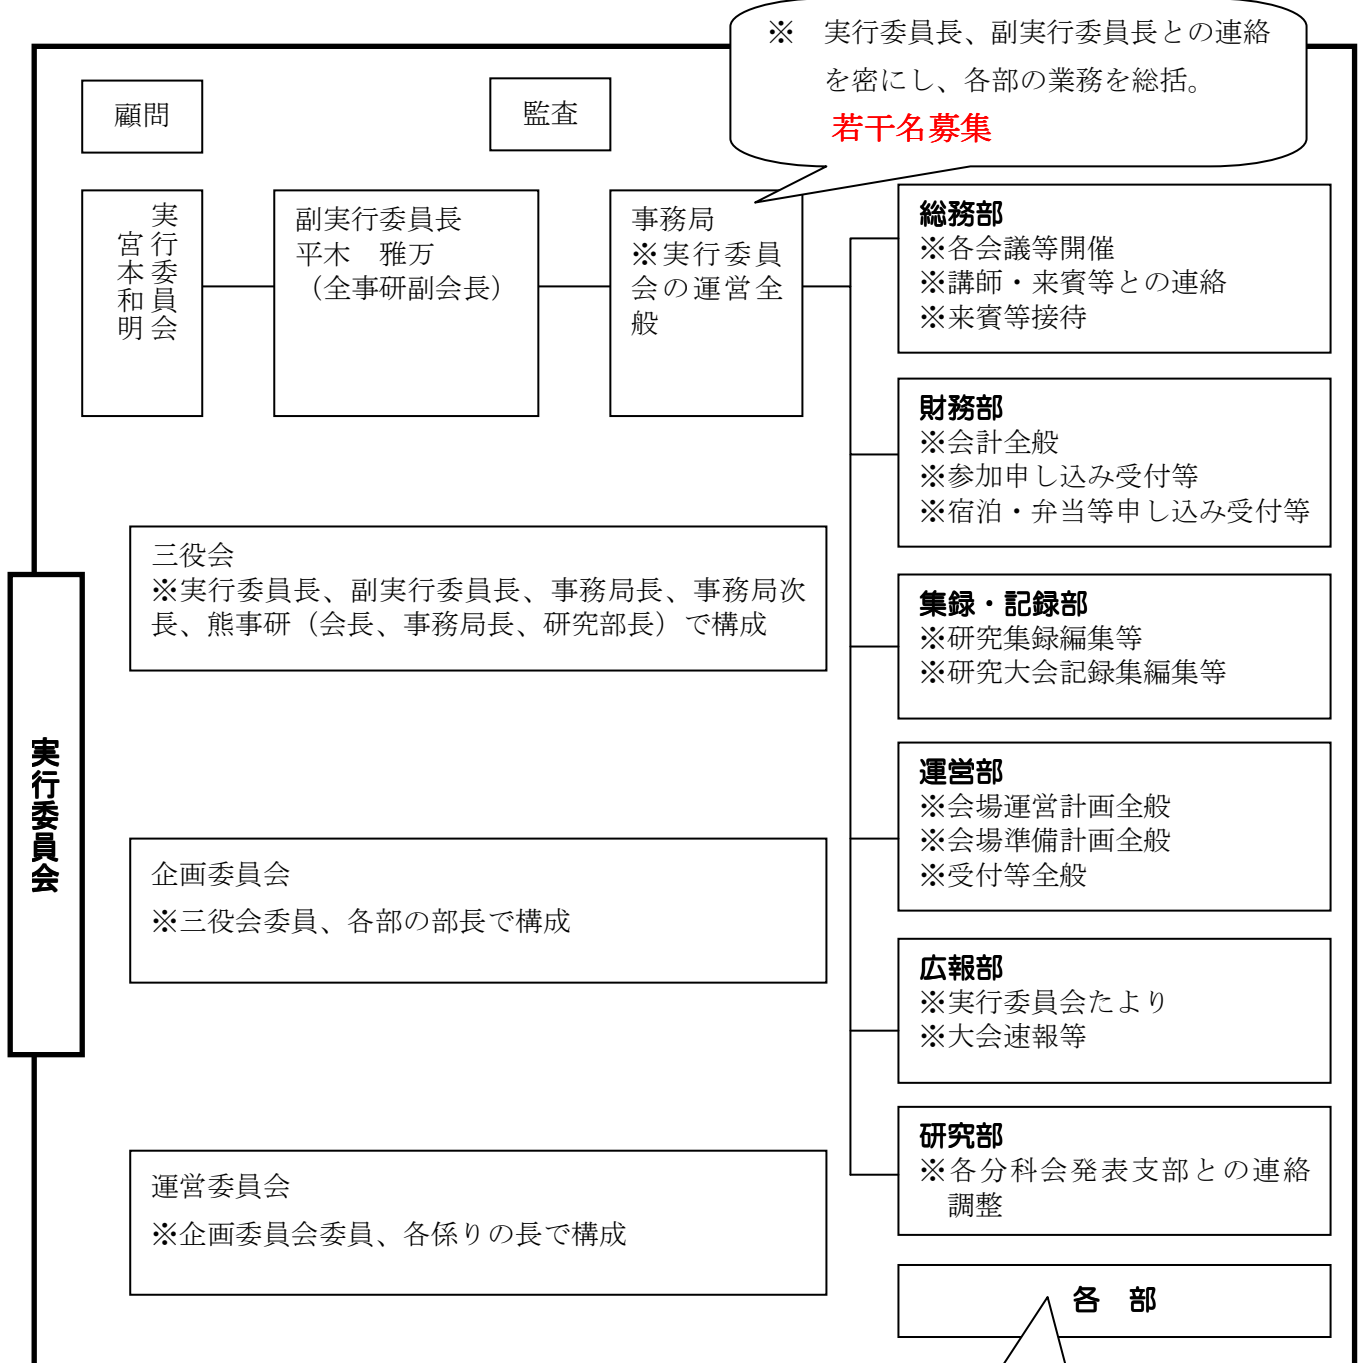 ※　実行委員長、副実行委員長との連絡
を密にし、各部の業務を総括。
若干名募集
顧問
監査
実行委員会
宮本和明
副実行委員長
平木　雅万
（全事研副会長）
事務局
※実行委員
会の運営全
般
総務部
※各会議等開催
※講師・来賓等との連絡
※来賓等接待
財務部
※会計全般
※参加申し込み受付等
※宿泊・弁当等申し込み受付等
三役会
※実行委員長、副実行委員長、事務局長、事務局次
長、熊事研（会長、事務局長、研究部長）で構成
集録・記録部
※研究集録編集等
※研究大会記録集編集等
実行委員会
運営部
※会場運営計画全般
※会場準備計画全般
※受付等全般
企画委員会
※三役会委員、各部の部長で構成
広報部
※実行委員会たより
※大会速報等
研究部
※各分科会発表支部との連絡
調整
運営委員会
※企画委員会委員、各係りの長で構成
各　部